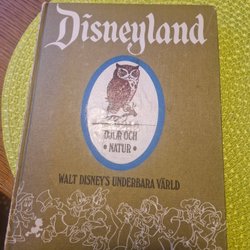 Disneyland
DJUR OCH
• NATUR •
WALT DISNEY'S UNDERBARA VÄRLD